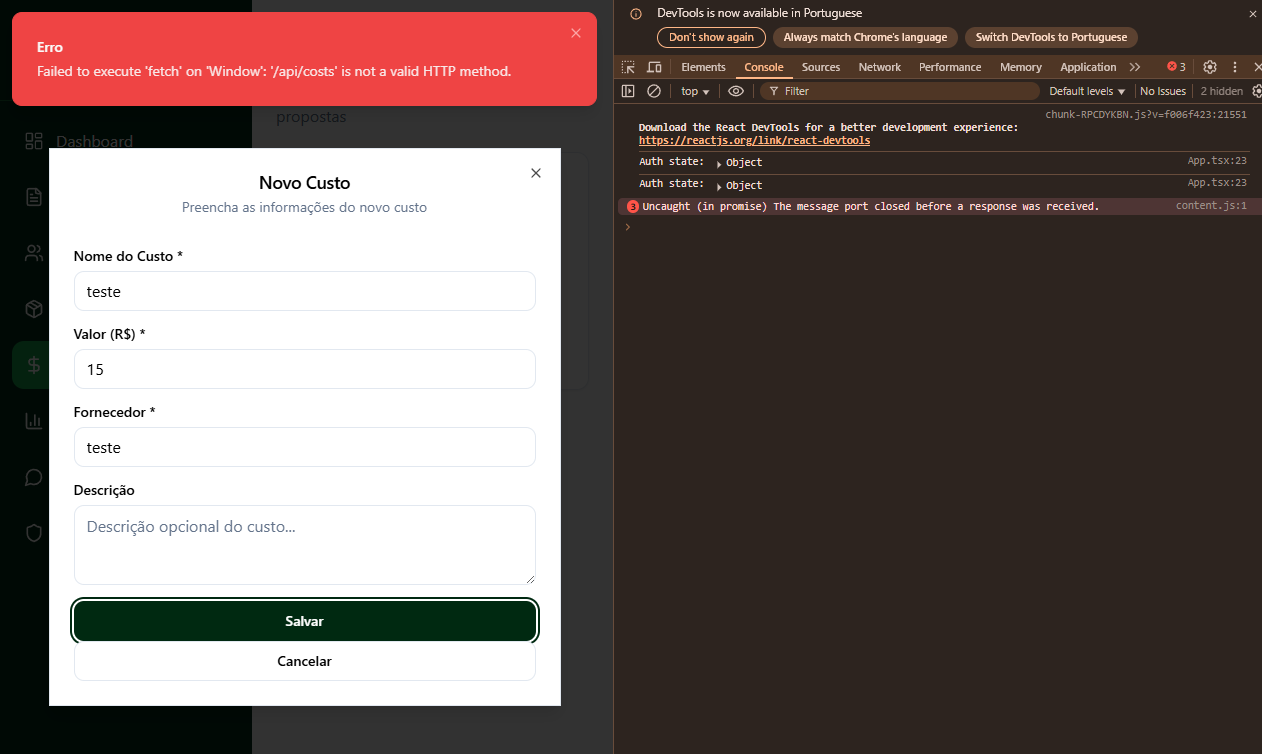 Erro
Failed to execute 'fetch' on 'Window': '/api/costs' is not a valid HTTP method.
propostas
Dashboard
Novo Custo
Preencha as informações do novo custo
Nome do Custo *
teste
Valor (R$) *
15
Fornecedor *
teste
Descrição
Descrição opcional do custo...
Salvar
Cancelar
DevTools is now available in Portuguese
Don't show again Always match Chrome's language Switch DevTools to Portuguese
Elements Console Sources Network Performance Memory Application 3
top Filter Default levels No Issues 2 hidden
chunk-RPCDYKBN.js?v=f006f423:21551
Download the React DevTools for a better development experience:
https://reactjs.org/link/react-devtools
Auth state: Object App.tsx:23
Auth state: Object App.tsx:23
3 Uncaught (in promise) The message port closed before a response was received. content.js:1